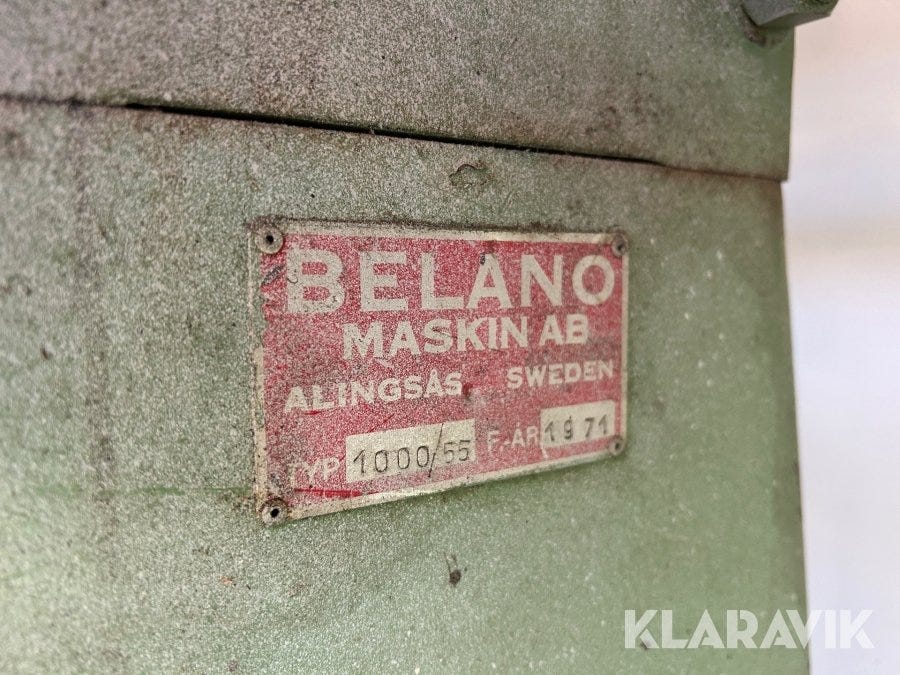 BELANO
MASKIN AB
ALINGSÅS SWEDEN
TYP 1000/55 F.ÅR 1971
KLARAVIK